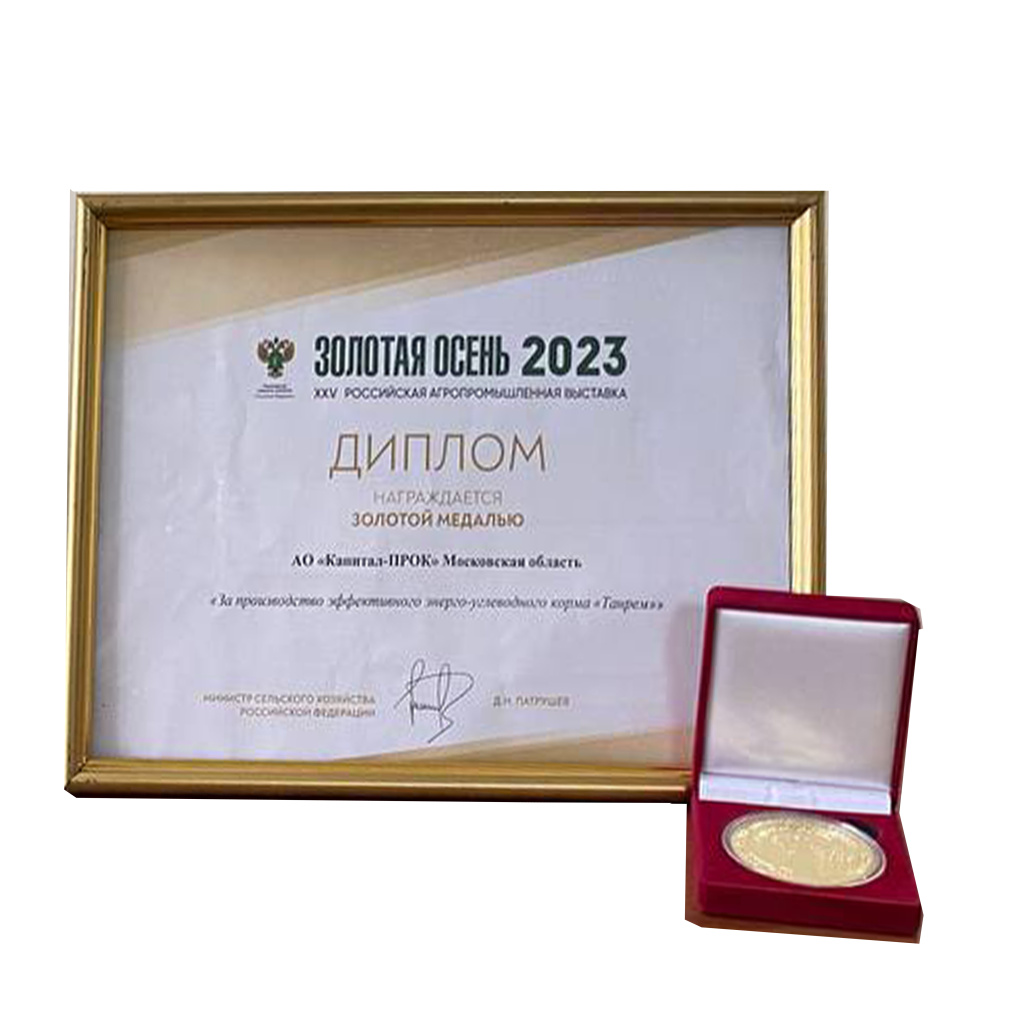 ЗОЛОТАЯ ОСЕНЬ 2023
XXV РОССИЙСКАЯ АГРОПРОМЫШЛЕННАЯ ВЫСТАВКА
ДИПЛОМ
НАГРАЖДАЕТСЯ
ЗОЛОТОЙ МЕДАЛЬЮ
АО «Капитал-ПРОК» Московская область
«За производство эффективного энерго-углеводного корма «Танрем»»
МИНИСТР СЕЛЬСКОГО ХОЗЯЙСТВА
РОССИЙСКОЙ ФЕДЕРАЦИИ
Д.Н. ПАТРУШЕВ